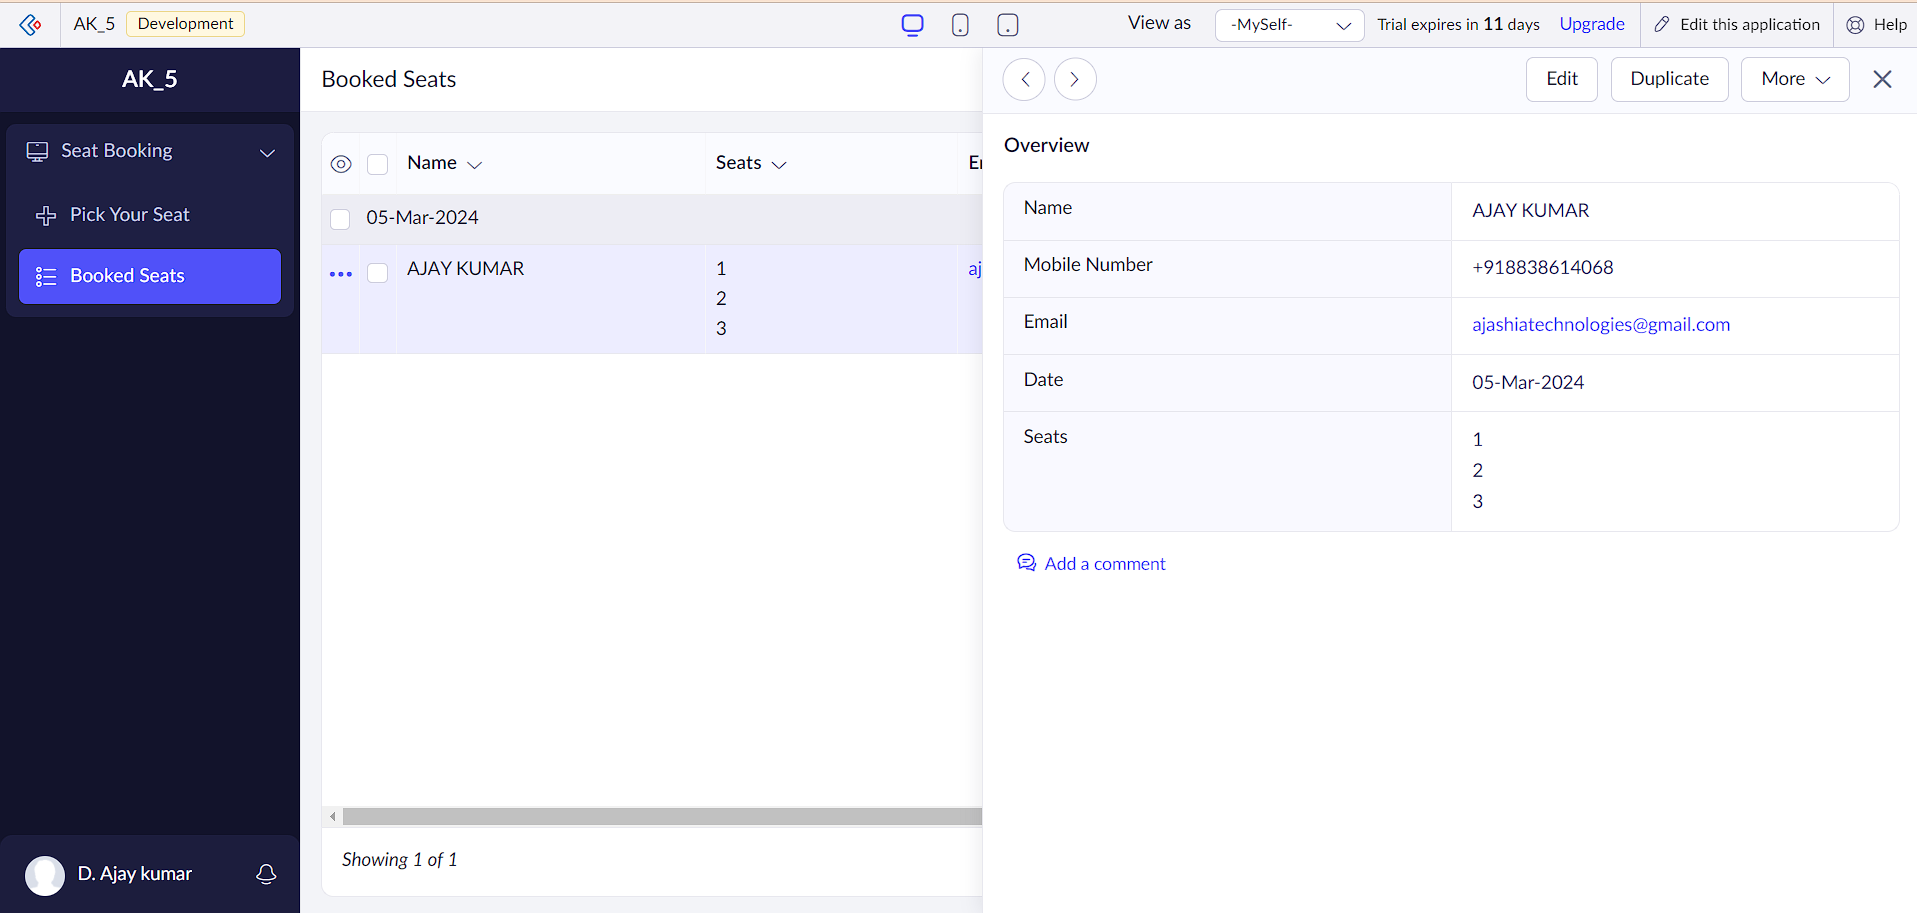 AK_5 Development View as -MySelf- Trial expires in 11 days Upgrade Edit this application Help
AK_5
Seat Booking
Pick Your Seat
Booked Seats
D. Ajay kumar
Booked Seats
Name Seats
05-Mar-2024
AJAY KUMAR 1 aj
2
3
Showing 1 of 1
Edit Duplicate More
Overview
Name AJAY KUMAR
Mobile Number +918838614068
Email ajashiatechnologies@gmail.com
Date 05-Mar-2024
Seats 1
2
3
Add a comment